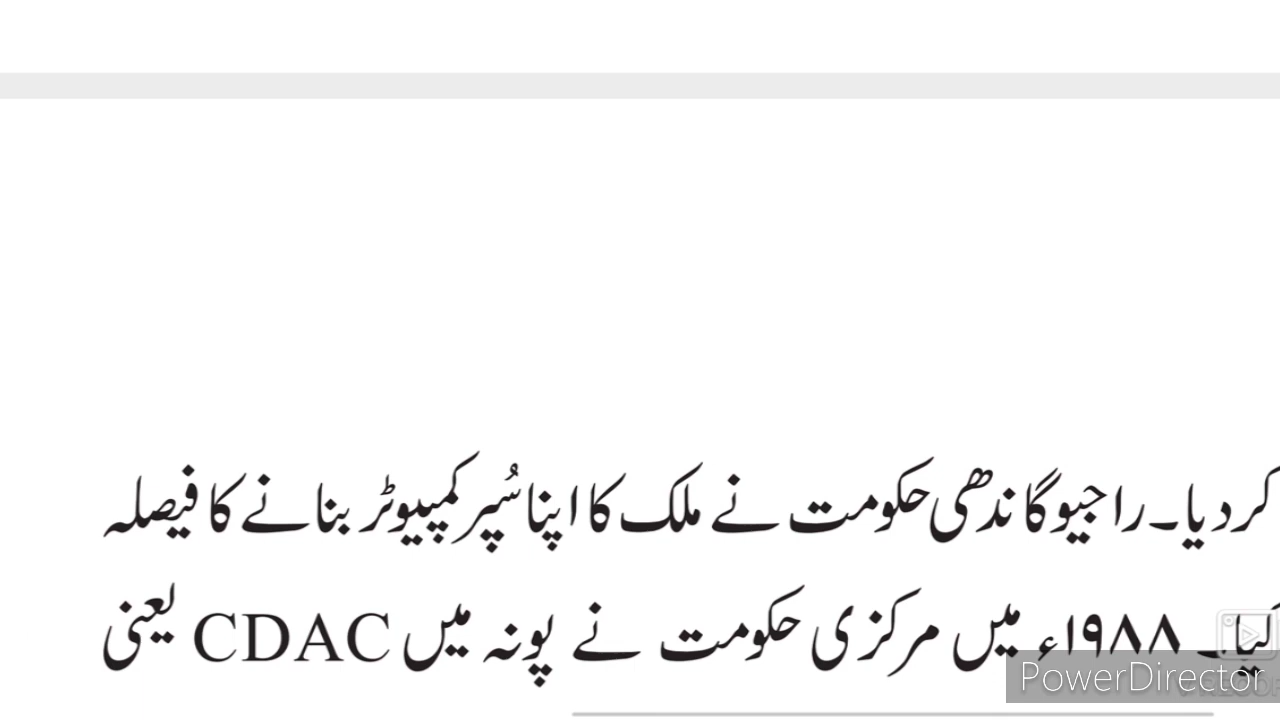 کر دیا۔ راجیو گاندھی حکومت نے ملک کا اپنا سُپر کمپیوٹر بنانے کا فیصلہ
کیا۔ ۱۹۸۸ء میں مرکزی حکومت نے پونہ میں CDAC یعنی
PowerDirector